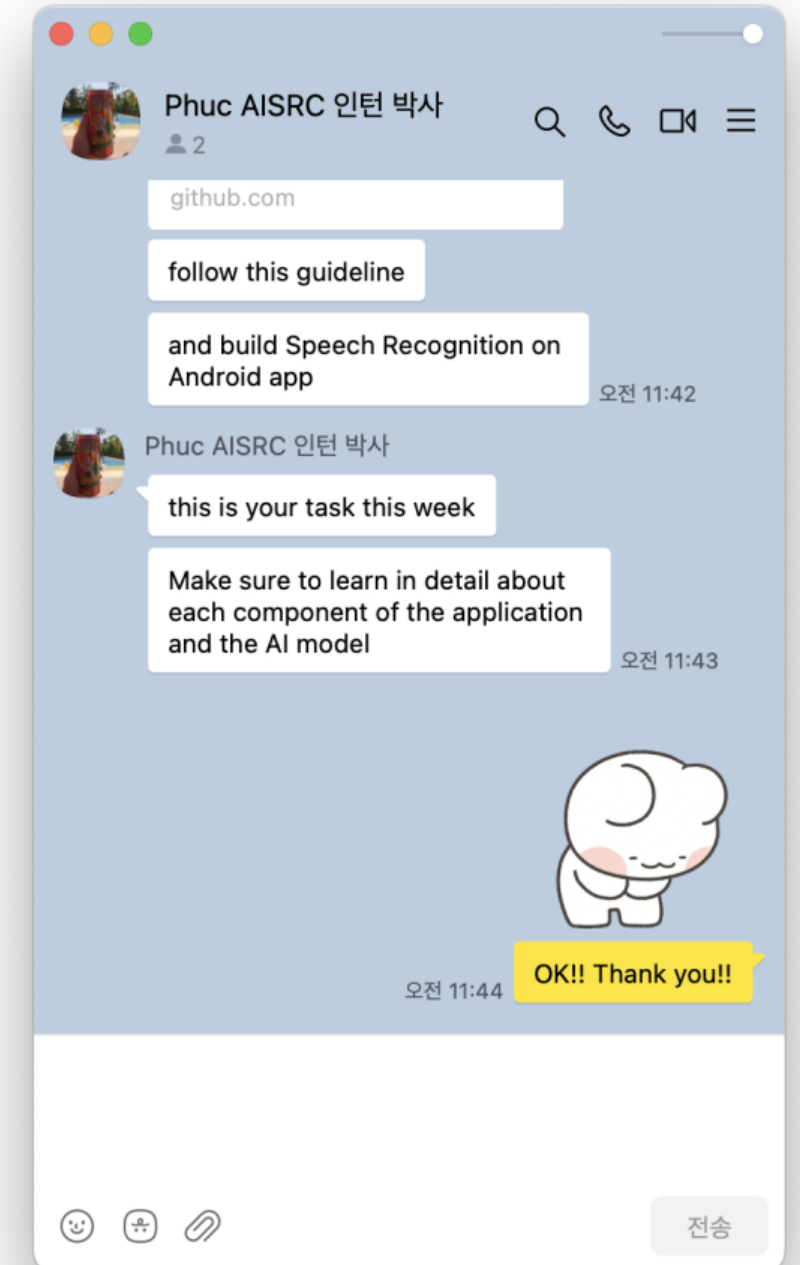 Phuc AISRC 인턴 박사
2
github.com
follow this guideline
and build Speech Recognition on
Android app
오전 11:42
Phuc AISRC 인턴 박사
this is your task this week
Make sure to learn in detail about
each component of the application
and the AI model
오전 11:43
OK!! Thank you!!
오전 11:44
전송